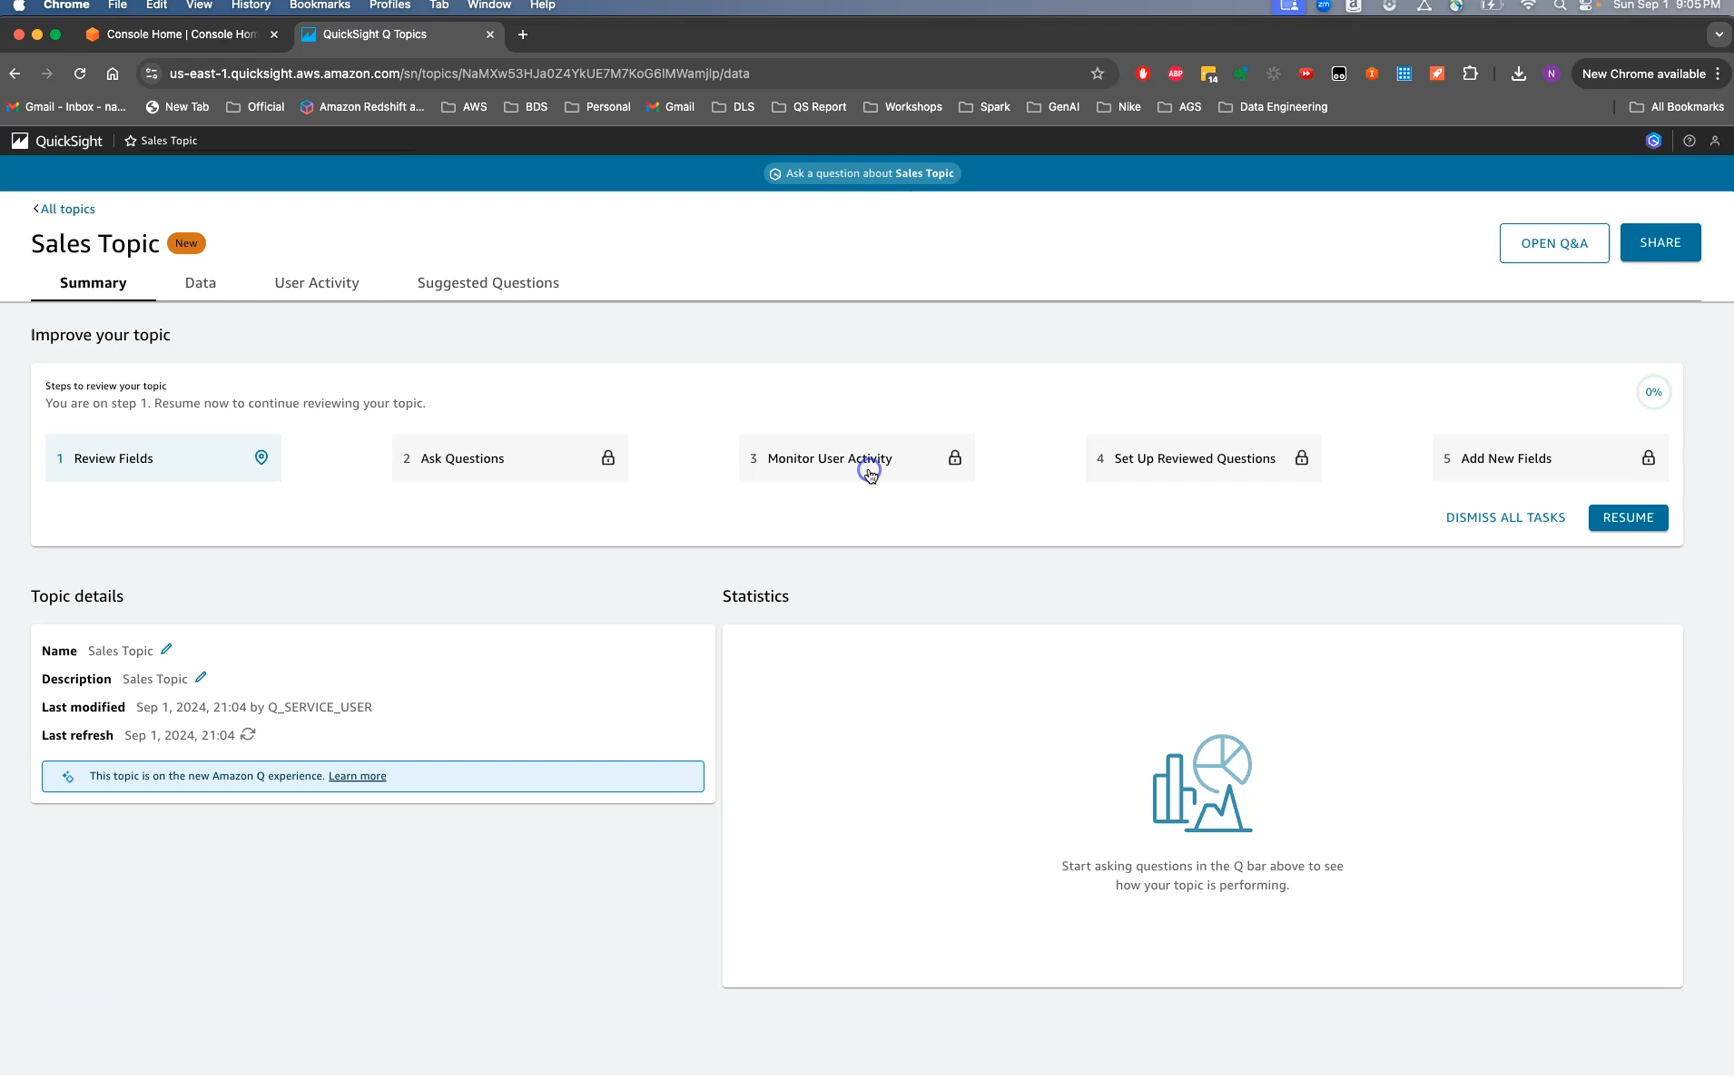 Chrome File Edit View History Bookmarks Profiles Tab Window Help Sun Sep 1 9:05 PM
Console Home | Console Hom QuickSight Q Topics
us-east-1.quicksight.aws.amazon.com/sn/topics/NaMXw53HJa0Z4YkUE7M7KoG6IMWamjlp/data 14 N New Chrome available
Gmail - Inbox - na... New Tab Official Amazon Redshift a... AWS BDS Personal Gmail DLS QS Report Workshops Spark GenAI Nike AGS Data Engineering All Bookmarks
QuickSight Sales Topic
Ask a question about Sales Topic
All topics
Sales Topic New
OPEN Q&A SHARE
Summary Data User Activity Suggested Questions
Improve your topic
Steps to review your topic
You are on step 1. Resume now to continue reviewing your topic.
0%
1 Review Fields 2 Ask Questions 3 Monitor User Activity 4 Set Up Reviewed Questions 5 Add New Fields
DISMISS ALL TASKS RESUME
Topic details Statistics
Name Sales Topic
Description Sales Topic
Last modified Sep 1, 2024, 21:04 by Q_SERVICE_USER
Last refresh Sep 1, 2024, 21:04
This topic is on the new Amazon Q experience. Learn more
Start asking questions in the Q bar above to see
how your topic is performing.